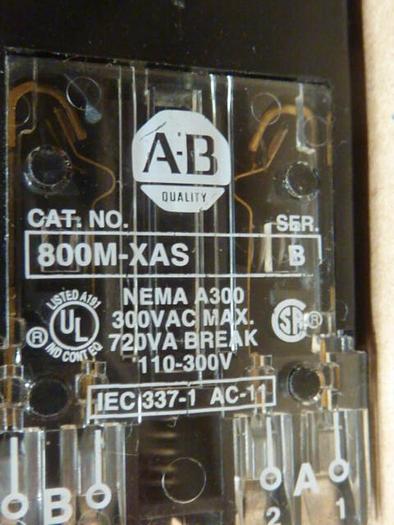 A-B
QUALITY
CAT. NO. SER.
800M-XAS B
LISTED A191
UL
IND CONT EQ
®
NEMA A300
300VAC MAX.
720VA BREAK
110-300V
SA ®
IEC 337-1 AC-11
B A
2 1